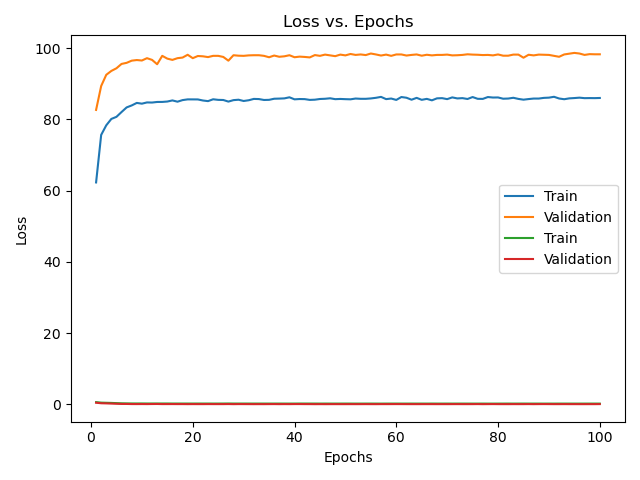 Loss vs. Epochs
100
80
60
40
20
0
Loss
Train
Validation
Train
Validation
0 20 40 60 80 100
Epochs